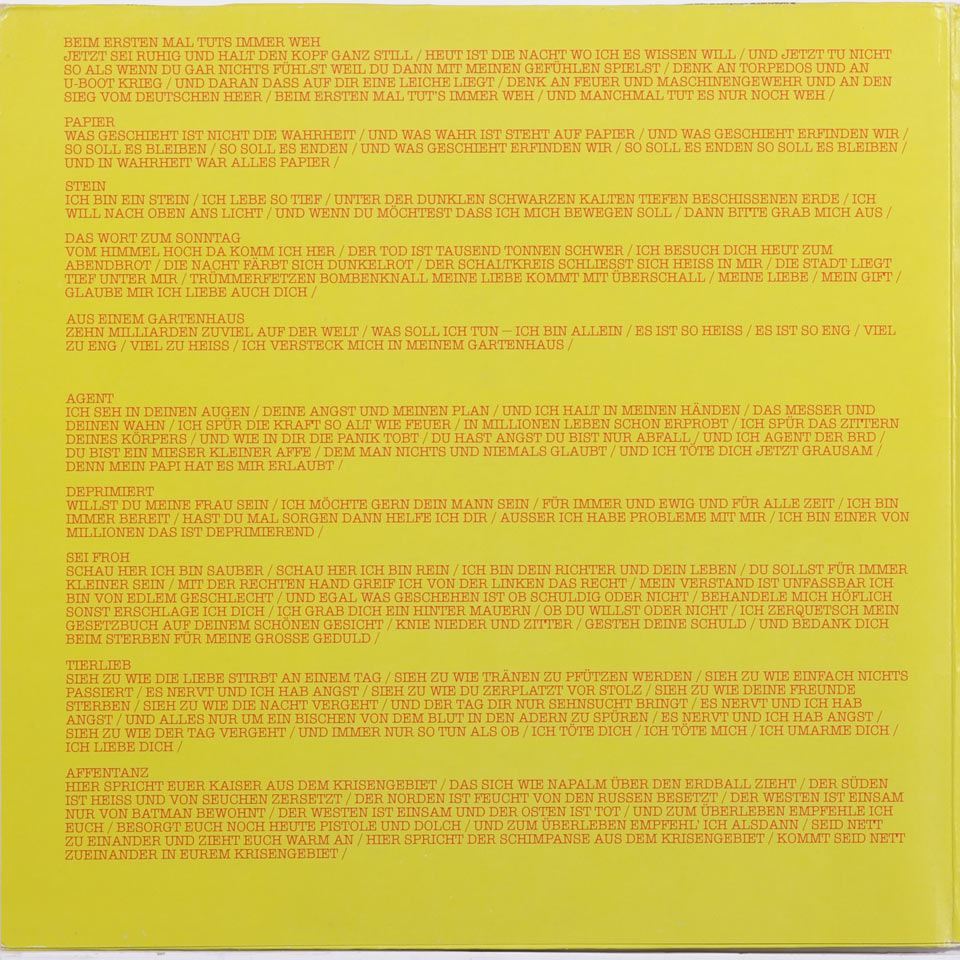 BEIM ERSTEN MAL TUTS IMMER WEH
JETZT SEI RUHIG UND HALT DEN KOPF GANZ STILL / HEUT IST DIE NACHT WO ICH ES WISSEN WILL / UND JETZT TU NICHT
SO ALS WENN DU GAR NICHTS FÜHLST WEIL DU DANN MIT MEINEN GEFÜHLEN SPIELST / DENK AN TORPEDOS UND AN
U-BOOT KRIEG / UND DARAN DASS AUF DIR EINE LEICHE LIEGT / DENK AN FEUER UND MASCHINENGEWEHR UND AN DEN
SIEG VOM DEUTSCHEN HEER / BEIM ERSTEN MAL TUT'S IMMER WEH / UND MANCHMAL TUT ES NUR NOCH WEH /
PAPIER
WAS GESCHIEHT IST NICHT DIE WAHRHEIT / UND WAS WAHR IST STEHT AUF PAPIER / UND WAS GESCHIEHT ERFINDEN WIR /
SO SOLL ES BLEIBEN / SO SOLL ES ENDEN / UND WAS GESCHIEHT ERFINDEN WIR / SO SOLL ES ENDEN SO SOLL ES BLEIBEN /
UND IN WAHRHEIT WAR ALLES PAPIER /
STEIN
ICH BIN EIN STEIN / ICH LEBE SO TIEF / UNTER DER DUNKLEN SCHWARZEN KALTEN TIEFEN BESCHISSENEN ERDE / ICH
WILL NACH OBEN ANS LICHT / UND WENN DU MÖCHTEST DASS ICH MICH BEWEGEN SOLL / DANN BITTE GRAB MICH AUS /
DAS WORT ZUM SONNTAG
VOM HIMMEL HOCH DA KOMM ICH HER / DER TOD IST TAUSEND TONNEN SCHWER / ICH BESUCH DICH HEUT ZUM
ABENDBROT / DIE NACHT FÄRBT SICH DUNKELROT / DER SCHALTKREIS SCHLIESST SICH HEISS IN MIR / DIE STADT LIEGT
TIEF UNTER MIR / TRÜMMERFETZEN BOMBENKNALL MEINE LIEBE KOMMT MIT ÜBERSCHALL / MEINE LIEBE / MEIN GIFT /
GLAUBE MIR ICH LIEBE AUCH DICH /
AUS EINEM GARTENHAUS
ZEHN MILLIARDEN ZUVIEL AUF DER WELT / WAS SOLL ICH TUN – ICH BIN ALLEIN / ES IST SO HEISS / ES IST SO ENG / VIEL
ZU ENG / VIEL ZU HEISS / ICH VERSTECK MICH IN MEINEM GARTENHAUS /
AGENT
ICH SEH IN DEINEN AUGEN / DEINE ANGST UND MEINEN PLAN / UND ICH HALT IN MEINEN HÄNDEN / DAS MESSER UND
DEINEN WAHN / ICH SPÜR DIE KRAFT SO ALT WIE FEUER / IN MILLIONEN LEBEN SCHON ERPROBT / ICH SPÜR DAS ZITTERN
DEINES KÖRPERS / UND WIE IN DIR DIE PANIK TOBT / DU HAST ANGST DU BIST NUR ABFALL / UND ICH AGENT DER BRD /
DU BIST EIN MIESER KLEINER AFFE / DEM MAN NICHTS UND NIEMALS GLAUBT / UND ICH TÖTE DICH JETZT GRAUSAM /
DENN MEIN PAPI HAT ES MIR ERLAUBT /
DEPRIMIERT
WILLST DU MEINE FRAU SEIN / ICH MÖCHTE GERN DEIN MANN SEIN / FÜR IMMER UND EWIG UND FÜR ALLE ZEIT / ICH BIN
IMMER BEREIT / HAST DU MAL SORGEN DANN HELFE ICH DIR / AUSSER ICH HABE PROBLEME MIT MIR / ICH BIN EINER VON
MILLIONEN DAS IST DEPRIMIEREND /
SEI FROH
SCHAU HER ICH BIN SAUBER / SCHAU HER ICH BIN REIN / ICH BIN DEIN RICHTER UND DEIN LEBEN / DU SOLLST FÜR IMMER
KLEINER SEIN / MIT DER RECHTEN HAND GREIF ICH VON DER LINKEN DAS RECHT / MEIN VERSTAND IST UNFASSBAR ICH
BIN VON EDLEM GESCHLECHT / UND EGAL WAS GESCHEHEN IST OB SCHULDIG ODER NICHT / BEHANDELE MICH HÖFLICH
SONST ERSCHLAGE ICH DICH / ICH GRAB DICH EIN HINTER MAUERN / OB DU WILLST ODER NICHT / ICH ZERQUETSCH MEIN
GESETZBUCH AUF DEINEM SCHÖNEN GESICHT / KNIE NIEDER UND ZITTER / GESTEH DEINE SCHULD / UND BEDANK DICH
BEIM STERBEN FÜR MEINE GROSSE GEDULD /
TIERLIEB
SIEH ZU WIE DIE LIEBE STIRBT AN EINEM TAG / SIEH ZU WIE TRÄNEN ZU PFÜTZEN WERDEN / SIEH ZU WIE EINFACH NICHTS
PASSIERT / ES NERVT UND ICH HAB ANGST / SIEH ZU WIE DU ZERPLATZT VOR STOLZ / SIEH ZU WIE DEINE FREUNDE
STERBEN / SIEH ZU WIE DIE NACHT VERGEHT / UND DER TAG DIR NUR SEHNSUCHT BRINGT / ES NERVT UND ICH HAB
ANGST / UND ALLES NUR UM EIN BISCHEN VON DEM BLUT IN DEN ADERN ZU SPÜREN / ES NERVT UND ICH HAB ANGST /
SIEH ZU WIE DER TAG VERGEHT / UND IMMER NUR SO TUN ALS OB / ICH TÖTE DICH / ICH TÖTE MICH / ICH UMARME DICH /
ICH LIEBE DICH /
AFFENTANZ
HIER SPRICHT EUER KAISER AUS DEM KRISENGEBIET / DAS SICH WIE NAPALM ÜBER DEN ERDBALL ZIEHT / DER SÜDEN
IST HEISS UND VON SEUCHEN ZERSETZT / DER NORDEN IST FEUCHT VON DEN RUSSEN BESETZT / DER WESTEN IST EINSAM
NUR VON BATMAN BEWOHNT / DER WESTEN IST EINSAM UND DER OSTEN IST TOT / UND ZUM ÜBERLEBEN EMPFEHLE ICH
EUCH / BESORGT EUCH NOCH HEUTE PISTOLE UND DOLCH / UND ZUM ÜBERLEBEN EMPFEHL' ICH ALSDANN / SEID NETT
ZU EINANDER UND ZIEHT EUCH WARM AN / HIER SPRICHT DER SCHIMPANSE AUS DEM KRISENGEBIET / KOMMT SEID NETT
ZUEINANDER IN EUREM KRISENGEBIET /